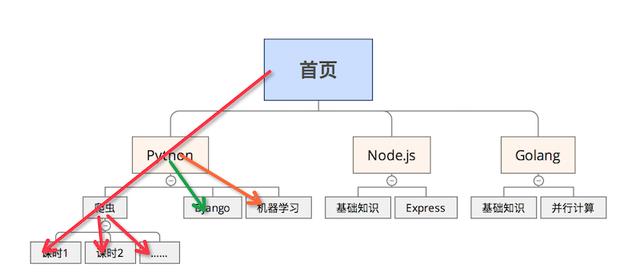 首页
Python
Node.js
Golang
爬虫
Django
机器学习
基础知识
Express
基础知识
并行计算
课时1
课时2
......